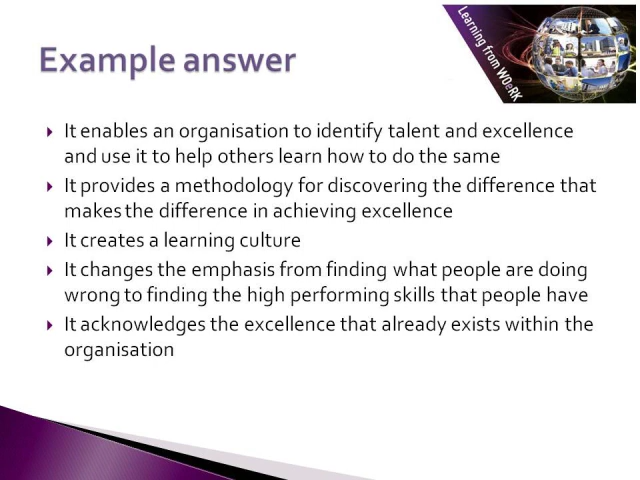 Learning from WOeRK
Example answer
It enables an organisation to identify talent and excellence
and use it to help others learn how to do the same
It provides a methodology for discovering the difference that
makes the difference in achieving excellence
It creates a learning culture
It changes the emphasis from finding what people are doing
wrong to finding the high performing skills that people have
It acknowledges the excellence that already exists within the
organisation